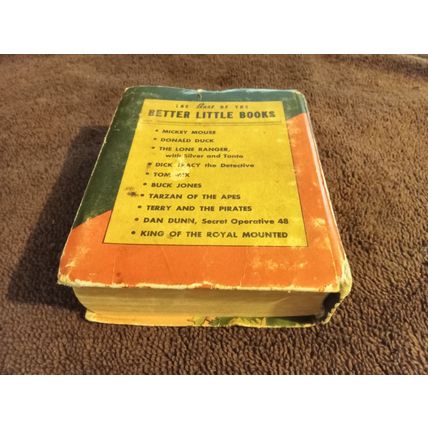 THE Best OF THE
BETTER LITTLE BOOKS
• MICKEY MOUSE
• DONALD DUCK
• THE LONE RANGER,
with Silver and Tonto
• DICK TRACY the Detective
• TOM MIX
• BUCK JONES
• TARZAN OF THE APES
• TERRY AND THE PIRATES
• DAN DUNN, Secret Operative 48
• KING OF THE ROYAL MOUNTED